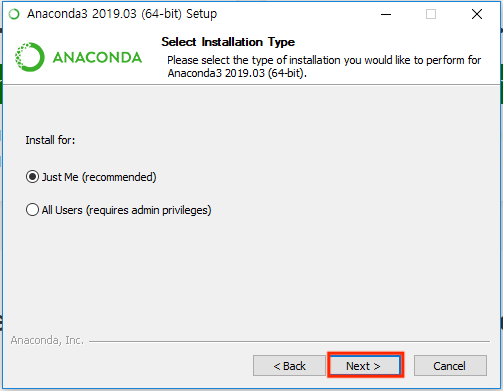 Anaconda3 2019.03 (64-bit) Setup
ANACONDA
Select Installation Type
Please select the type of installation you would like to perform for
Anaconda3 2019.03 (64-bit).
Install for:
Just Me (recommended)
All Users (requires admin privileges)
Anaconda, Inc.
< Back
Next >
Cancel